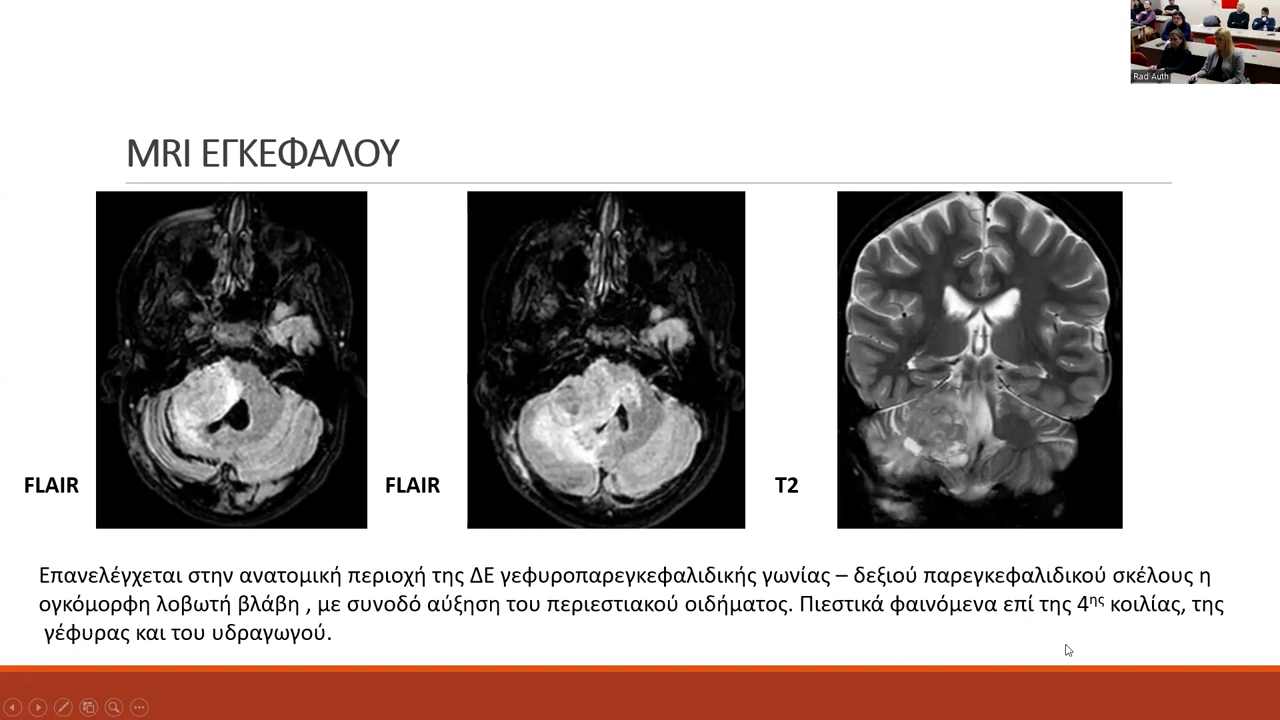 Rad Auth
MRI ΕΓΚΕΦΑΛΟΥ
FLAIR
FLAIR
T2
Επανελέγχεται στην ανατομική περιοχή της ΔΕ γεφυροπαρεγκεφαλιδικής γωνίας – δεξιού παρεγκεφαλιδικού σκέλους η
ογκόμορφη λοβωτή βλάβη , με συνοδό αύξηση του περιεστιακού οιδήματος. Πιεστικά φαινόμενα επί της 4ης κοιλίας, της
γέφυρας και του υδραγωγού.